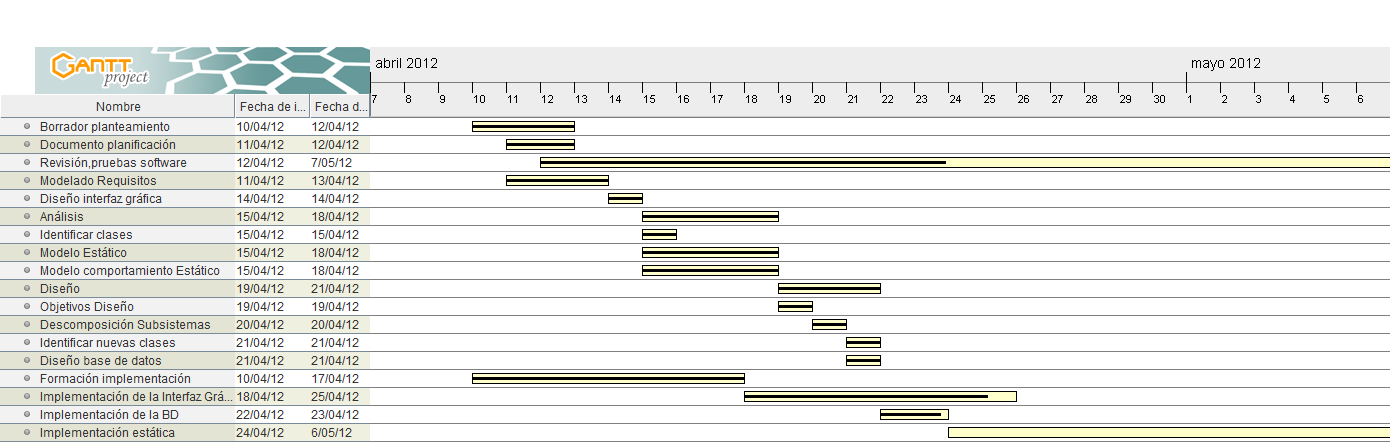 GANTT project
abril 2012 mayo 2012
Nombre Fecha de i... Fecha d... 7 8 9 10 11 12 13 14 15 16 17 18 19 20 21 22 23 24 25 26 27 28 29 30 1 2 3 4 5 6
Borrador planteamiento 10/04/12 12/04/12
Documento planificación 11/04/12 12/04/12
Revisión,pruebas software 12/04/12 7/05/12
Modelado Requisitos 11/04/12 13/04/12
Diseño interfaz gráfica 14/04/12 14/04/12
Análisis 15/04/12 18/04/12
Identificar clases 15/04/12 15/04/12
Modelo Estático 15/04/12 18/04/12
Modelo comportamiento Estático 15/04/12 18/04/12
Diseño 19/04/12 21/04/12
Objetivos Diseño 19/04/12 19/04/12
Descomposición Subsistemas 20/04/12 20/04/12
Identificar nuevas clases 21/04/12 21/04/12
Diseño base de datos 21/04/12 21/04/12
Formación implementación 10/04/12 17/04/12
Implementación de la Interfaz Grá... 18/04/12 25/04/12
Implementación de la BD 22/04/12 23/04/12
Implementación estática 24/04/12 6/05/12